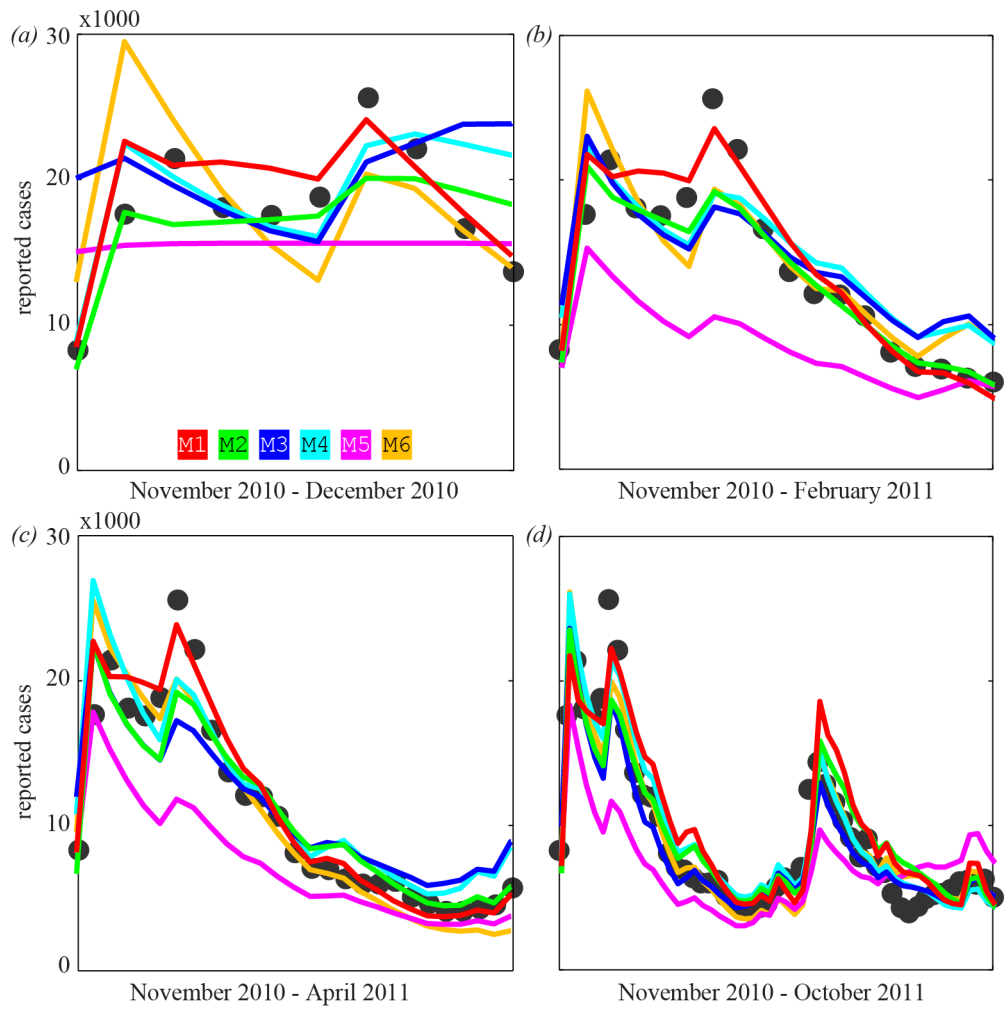 x1000
(a)
(b)
30
20
10
0
reported cases
M1 M2 M3 M4 M5 M6
November 2010 - December 2010
November 2010 - February 2011
x1000
(c)
(d)
30
20
10
0
reported cases
November 2010 - April 2011
November 2010 - October 2011